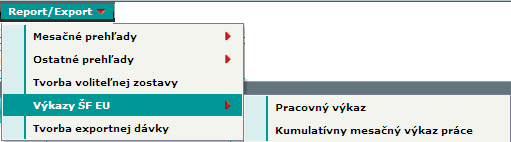 Report/Export
Mesačné prehľady
Ostatné prehľady
Tvorba voliteľnej zostavy
Výkazy ŠF EU
Pracovný výkaz
Tvorba exportnej dávky
Kumulatívny mesačný výkaz práce